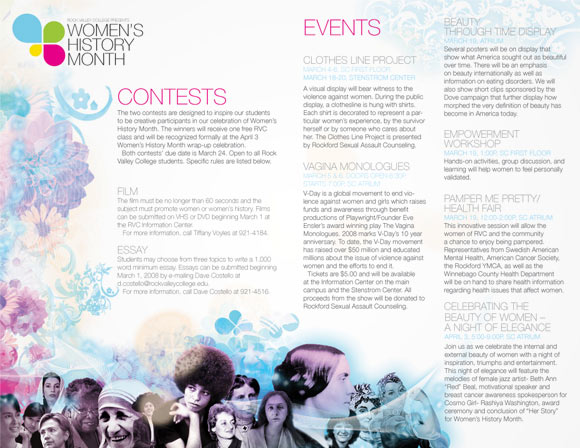 ROCK VALLEY COLLEGE PRESENTS
WOMEN'S
HISTORY
MONTH
CONTESTS
The two contests are designed to inspire our students to
be creative participants in our celebration of Women's
History Month. The winners will receive one free RVC
class and will be recognized formally at the April 3
Women's History Month wrap-up celebration.
Both contests' due date is March 24. Open to all Rock
Valley College students. Specific rules are listed below.
FILM
The film must be no longer than 60 seconds and the
subject must promote women or women's history. Films
can be submitted on VHS or DVD beginning March 1 at
the RVC Information Center.
For more information, call Tiffany Voyles at 921-4184.
ESSAY
Students may choose from three topics to write a 1,000
word minimum essay. Essays can be submitted beginning
March 1, 2008 by e-mailing Dave Costello at
d.costello@rockvalleycollege.edu.
For more information, call Dave Costello at 921-4516.
EVENTS
CLOTHES LINE PROJECT
MARCH 4-6, SC FIRST FLOOR
MARCH 18-20, STENSTROM CENTER
A visual display will bear witness to the
violence against women. During the public
display, a clothesline is hung with shirts.
Each shirt is decorated to represent a par-
ticular women's experience, by the survivor
herself or by someone who cares about
her. The Clothes Line Project is presented
by Rockford Sexual Assault Counseling.
VAGINA MONOLOGUES
MARCH 5 & 6, DOORS OPEN 6:30P
STARTS 7:00P, SC ATRIUM
V-Day is a global movement to end vio-
lence against women and girls which raises
funds and awareness through benefit
productions of Playwright/Founder Eve
Ensler's award winning play The Vagina
Monologues. 2008 marks V-Day's 10 year
anniversary. To date, the V-Day movement
has raised over $50 million and educated
millions about the issue of violence against
women and the efforts to end it.
Tickets are $5.00 and will be available
at the Information Center on the main
campus and the Stenstrom Center. All
proceeds from the show will be donated to
Rockford Sexual Assault Counseling.
BEAUTY
THROUGH TIME DISPLAY
MARCH 18, ATRIUM
Several posters will be on display that
show what America sought out as beautiful
over time. There will be an emphasis
on beauty internationally as well as
information on eating disorders. We will
also show short clips sponsored by the
Dove campaign that further display how
morphed the very definition of beauty has
become in America today.
EMPOWERMENT
WORKSHOP
MARCH 18, 1:00P, SC FIRST FLOOR
Hands-on activities, group discussion, and
learning will help women to feel personally
validated.
PAMPER ME PRETTY/
HEALTH FAIR
MARCH 19, 12:00-2:00P, SC ATRIUM
This innovative session will allow the
women of RVC and the community
a chance to enjoy being pampered.
Representatives from Swedish American
Mental Health, American Cancer Society,
the Rockford YMCA, as well as the
Winnebago County Health Department
will be on hand to share health information
regarding health issues that affect women.
CELEBRATING THE
BEAUTY OF WOMEN –
A NIGHT OF ELEGANCE
APRIL 3, 5:00-9:00P, SC ATRIUM
Join us as we celebrate the internal and
external beauty of women with a night of
inspiration, triumphs and entertainment.
This night of elegance will feature the
melodies of female jazz artist- Beth Ann
"Red" Beal, motivational speaker and
breast cancer awareness spokesperson for
Cosmo Girl- Rashiya Washington, award
ceremony and conclusion of "Her Story"
for Women's History Month.